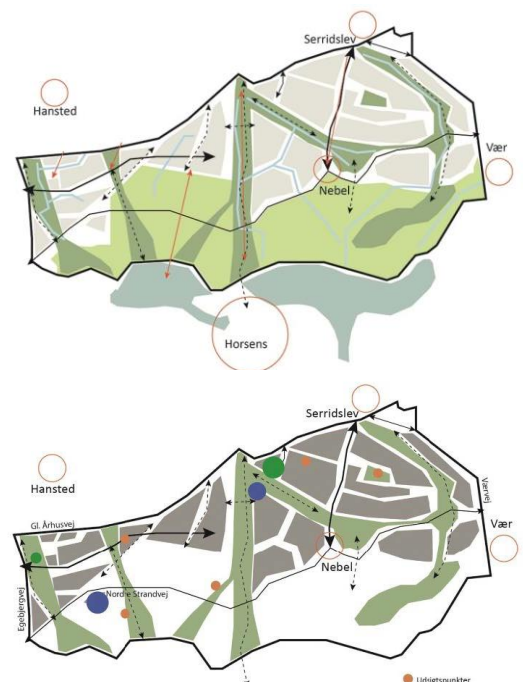 Serridslev
Hansted
Vær
Nebel
Horsens
Serridslev
Hansted
Gl. Århusvej
Værvej
Vær
Nebel
Egebjergvej
Nordre Strandvej
Udsigtspunkter